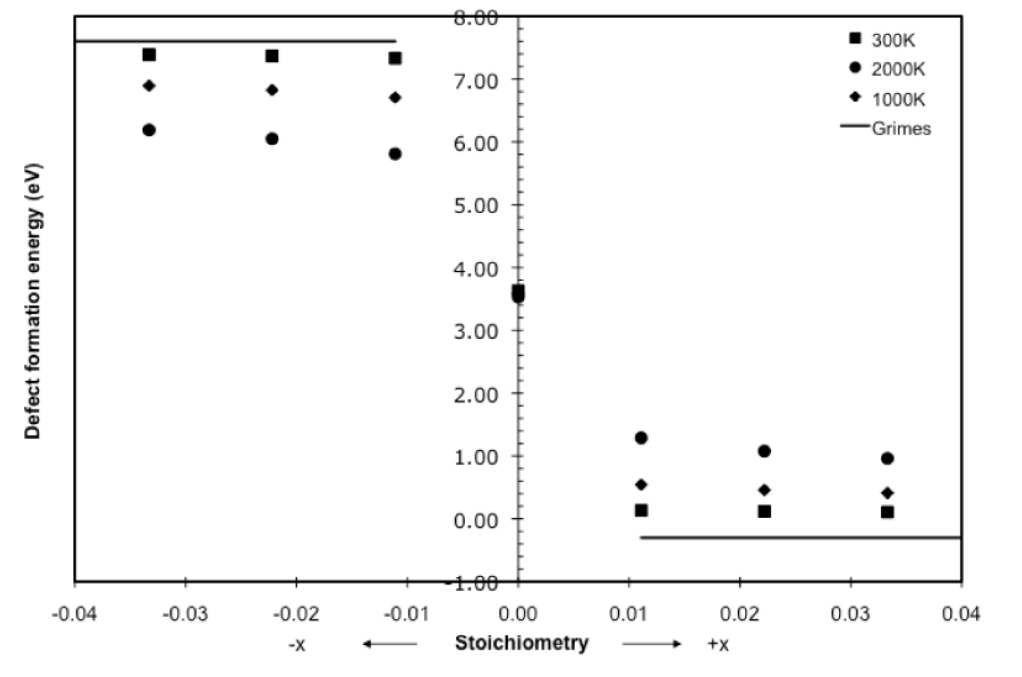 8.00
7.00
6.00
5.00
4.00
3.00
2.00
1.00
0.00
-1.00
Defect formation energy (eV)
300K
2000K
1000K
Grimes
-0.04 -0.03 -0.02 -0.01 0.00 0.01 0.02 0.03 0.04
-x Stoichiometry +x